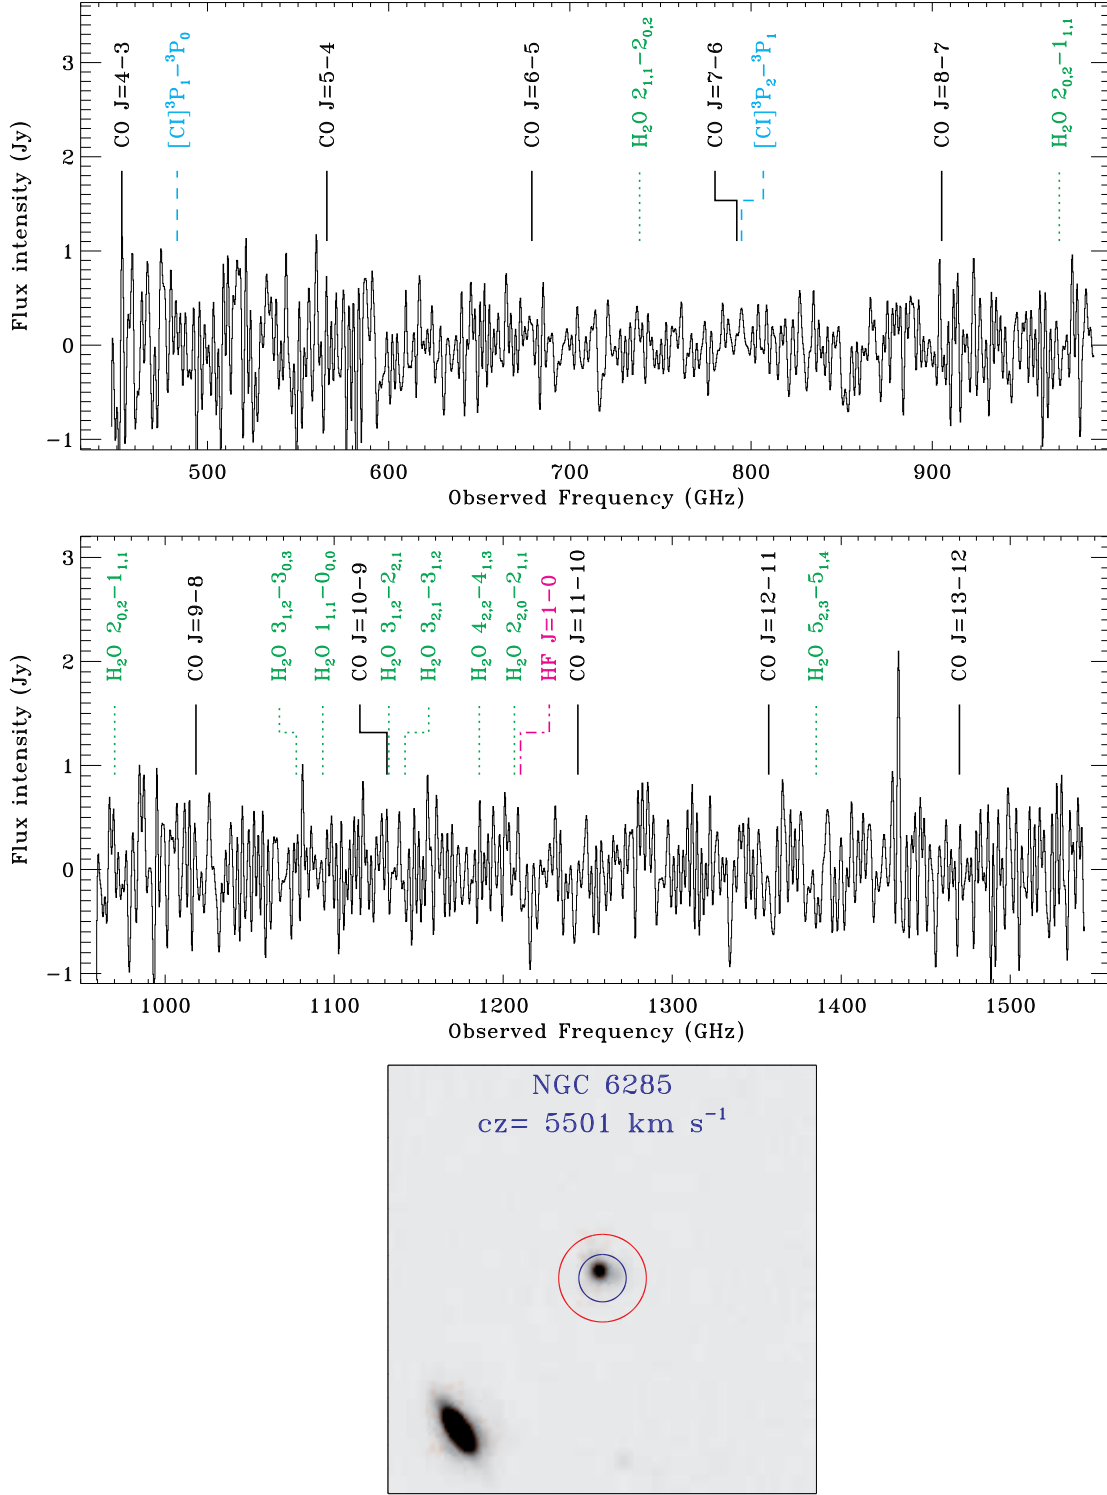 CO J=4−3
[CI]³P₁−³P₀
CO J=5−4
CO J=6−5
H₂O 2₁,₁−2₀,₂
CO J=7−6
[CI]³P₂−³P₁
CO J=8−7
H₂O 2₀,₂−1₁,₁
3
2
1
0
−1
Flux intensity (Jy)
500 600 700 800 900
Observed Frequency (GHz)
H₂O 2₀,₂−1₁,₁
CO J=9−8
H₂O 3₁,₂−3₀,₃
H₂O 1₁,₁−0₀,₀
CO J=10−9
H₂O 3₁,₂−2₂,₁
H₂O 3₂,₁−3₁,₂
H₂O 4₂,₂−4₁,₃
H₂O 2₂,₀−2₁,₁
HF J=1−0
CO J=11−10
CO J=12−11
H₂O 5₂,₃−5₁,₄
CO J=13−12
3
2
1
0
−1
Flux intensity (Jy)
1000 1100 1200 1300 1400 1500
Observed Frequency (GHz)
NGC 6285
cz= 5501 km s⁻¹